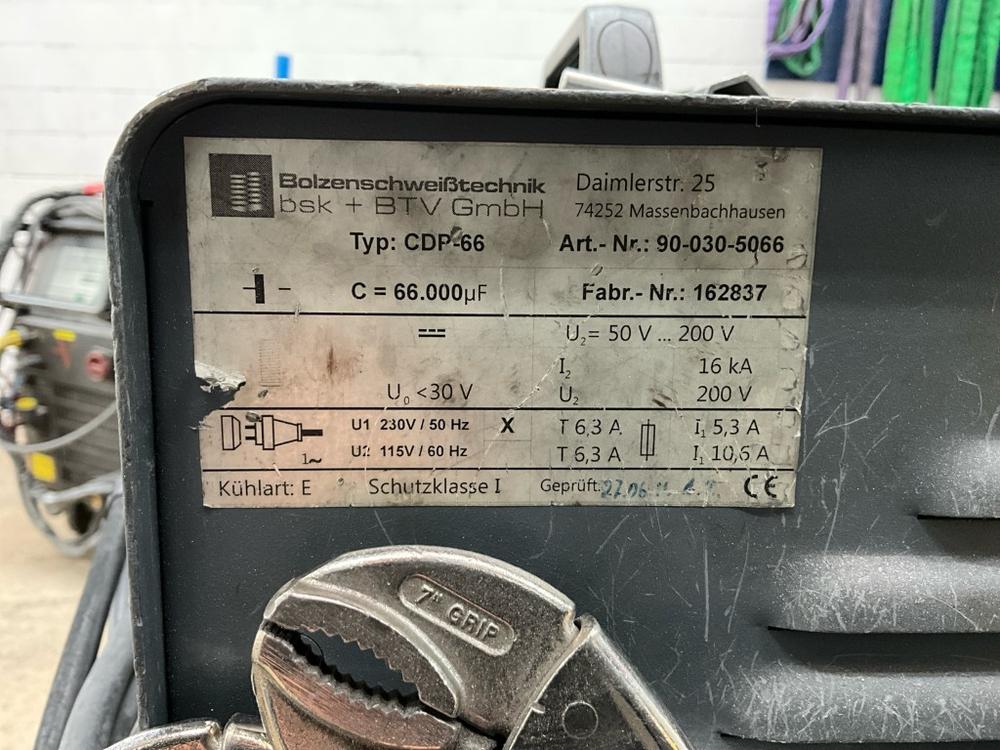 Bolzenschweißtechnik
bsk + BTV GmbH
Daimlerstr. 25
74252 Massenbachhausen
Typ: CDP-66
Art.- Nr.: 90-030-5066
C = 66.000µF
Fabr.- Nr.: 162837
U₂= 50 V ... 200 V
I₂ 16 kA
U₀ <30 V
U₂ 200 V
U1 230V / 50 Hz X T 6,3 A I₁ 5,3 A
U2 115V / 60 Hz T 6,3 A I₁ 10,6 A
1~
Kühlart: E Schutzklasse I Geprüft: CE
7" GRIP